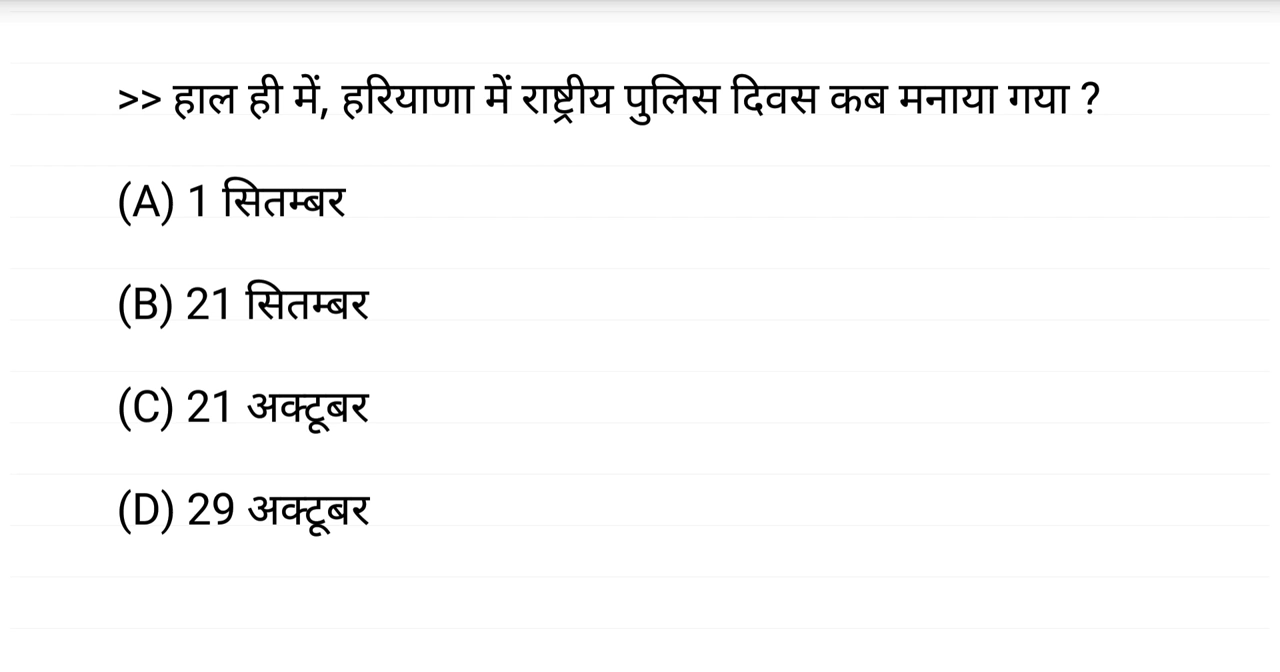 >> हाल ही में, हरियाणा में राष्ट्रीय पुलिस दिवस कब मनाया गया ?
(A) 1 सितम्बर
(B) 21 सितम्बर
(C) 21 अक्टूबर
(D) 29 अक्टूबर